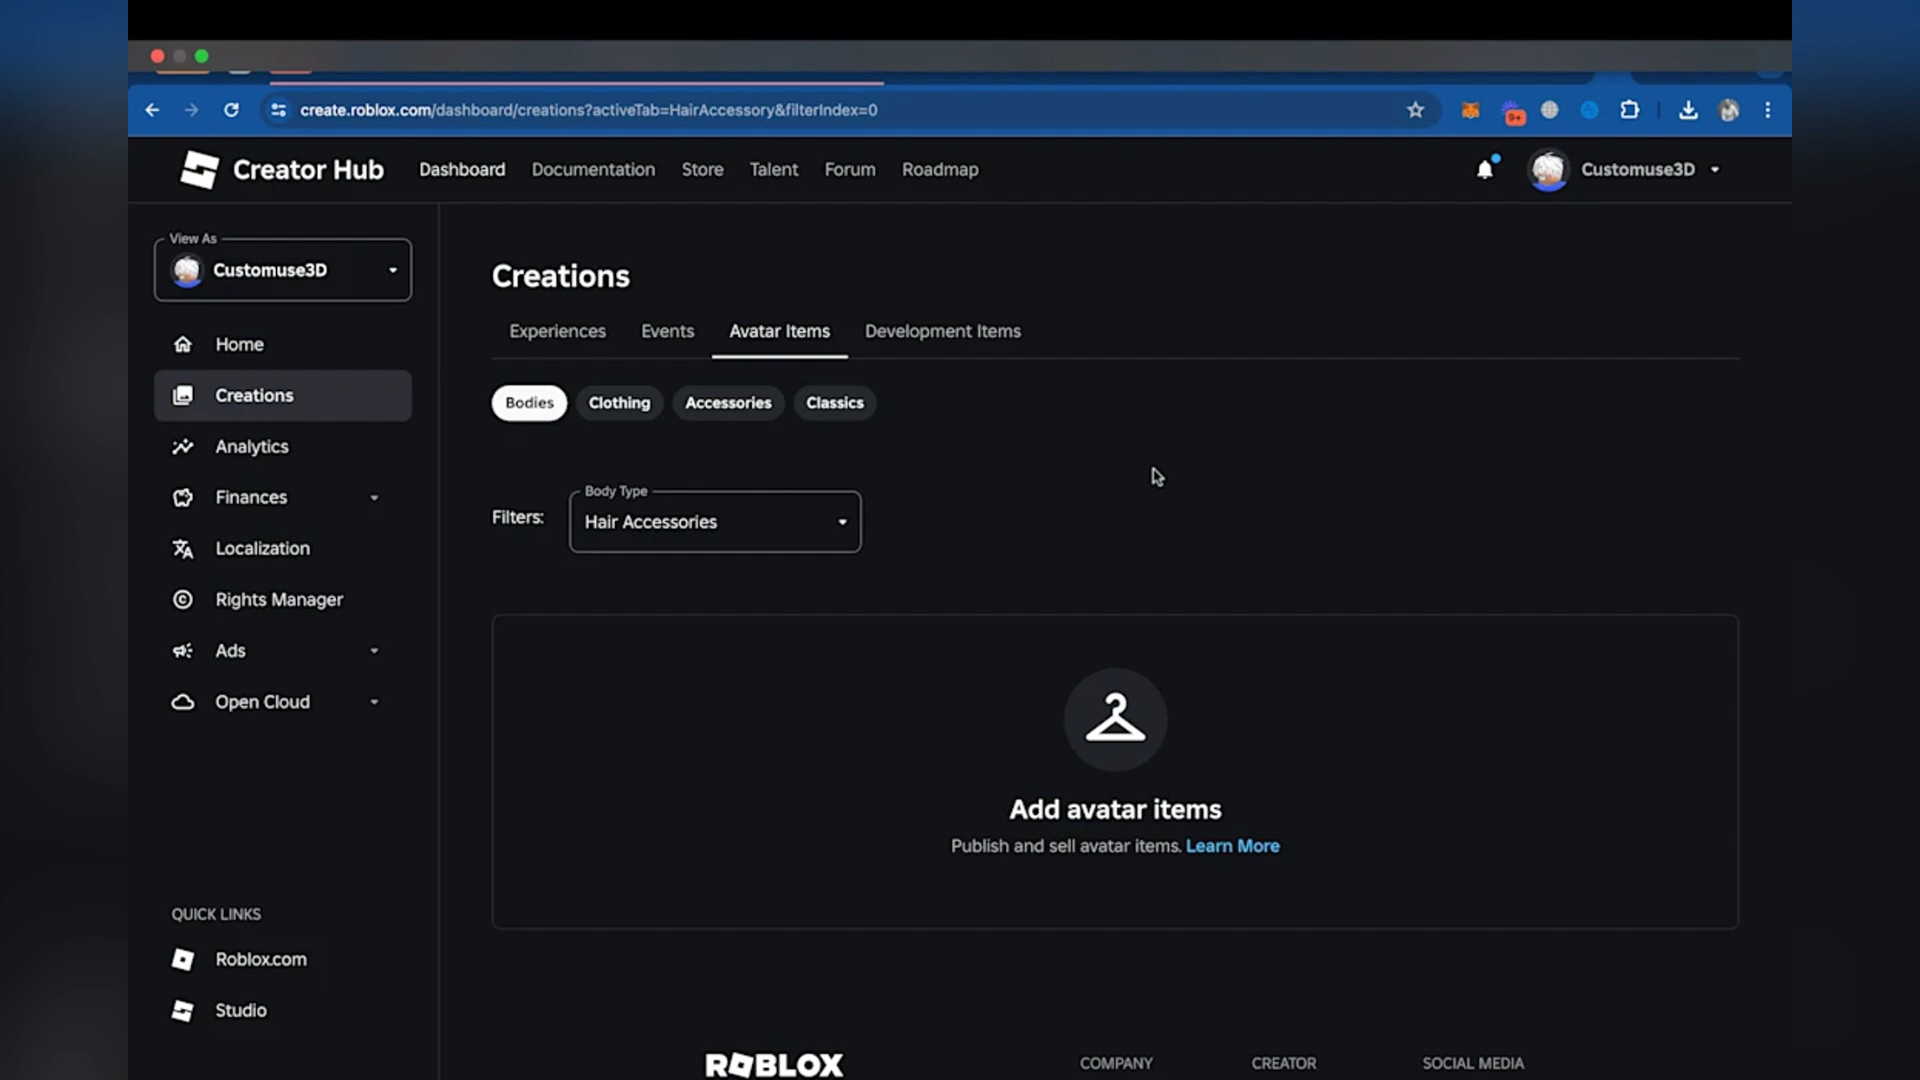 create.roblox.com/dashboard/creations?activeTab=HairAccessory&filterIndex=0
9+
Creator Hub
Dashboard
Documentation
Store
Talent
Forum
Roadmap
Customuse3D
View As
Customuse3D
Home
Creations
Analytics
Finances
Localization
Rights Manager
Ads
Open Cloud
QUICK LINKS
Roblox.com
Studio
Creations
Experiences
Events
Avatar Items
Development Items
Bodies
Clothing
Accessories
Classics
Filters:
Body Type
Hair Accessories
Add avatar items
Publish and sell avatar items. Learn More
ROBLOX
COMPANY
CREATOR
SOCIAL MEDIA